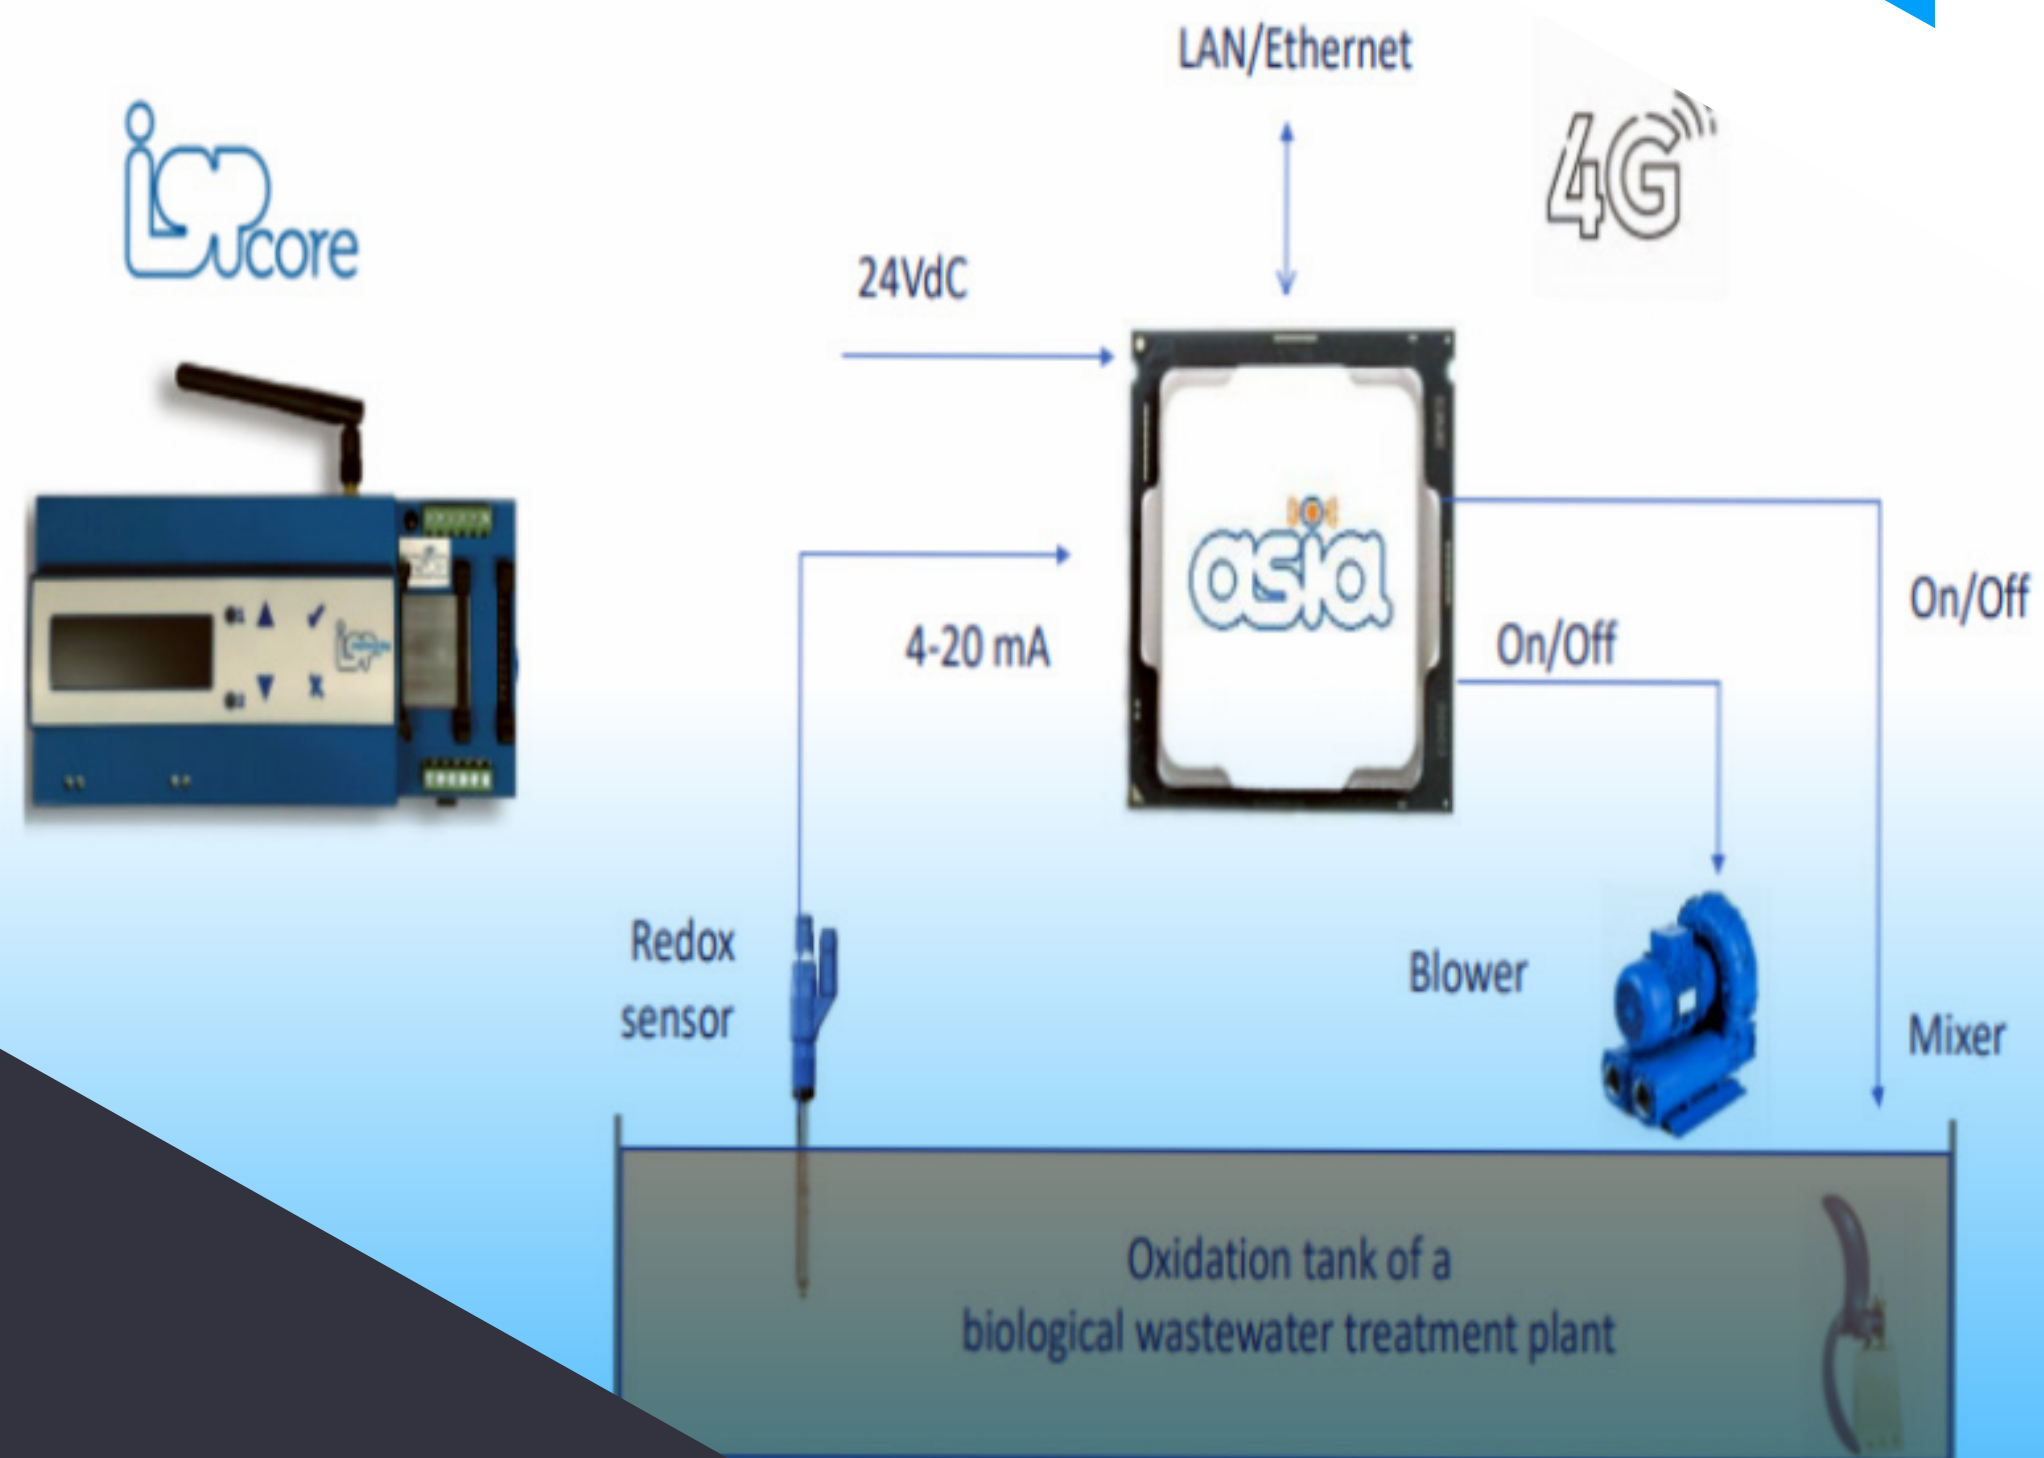 LAN/Ethernet
4G
core
24VdC
asia
On/Off
On/Off
4-20 mA
Redox
sensor
Blower
Mixer
Oxidation tank of a
biological wastewater treatment plant